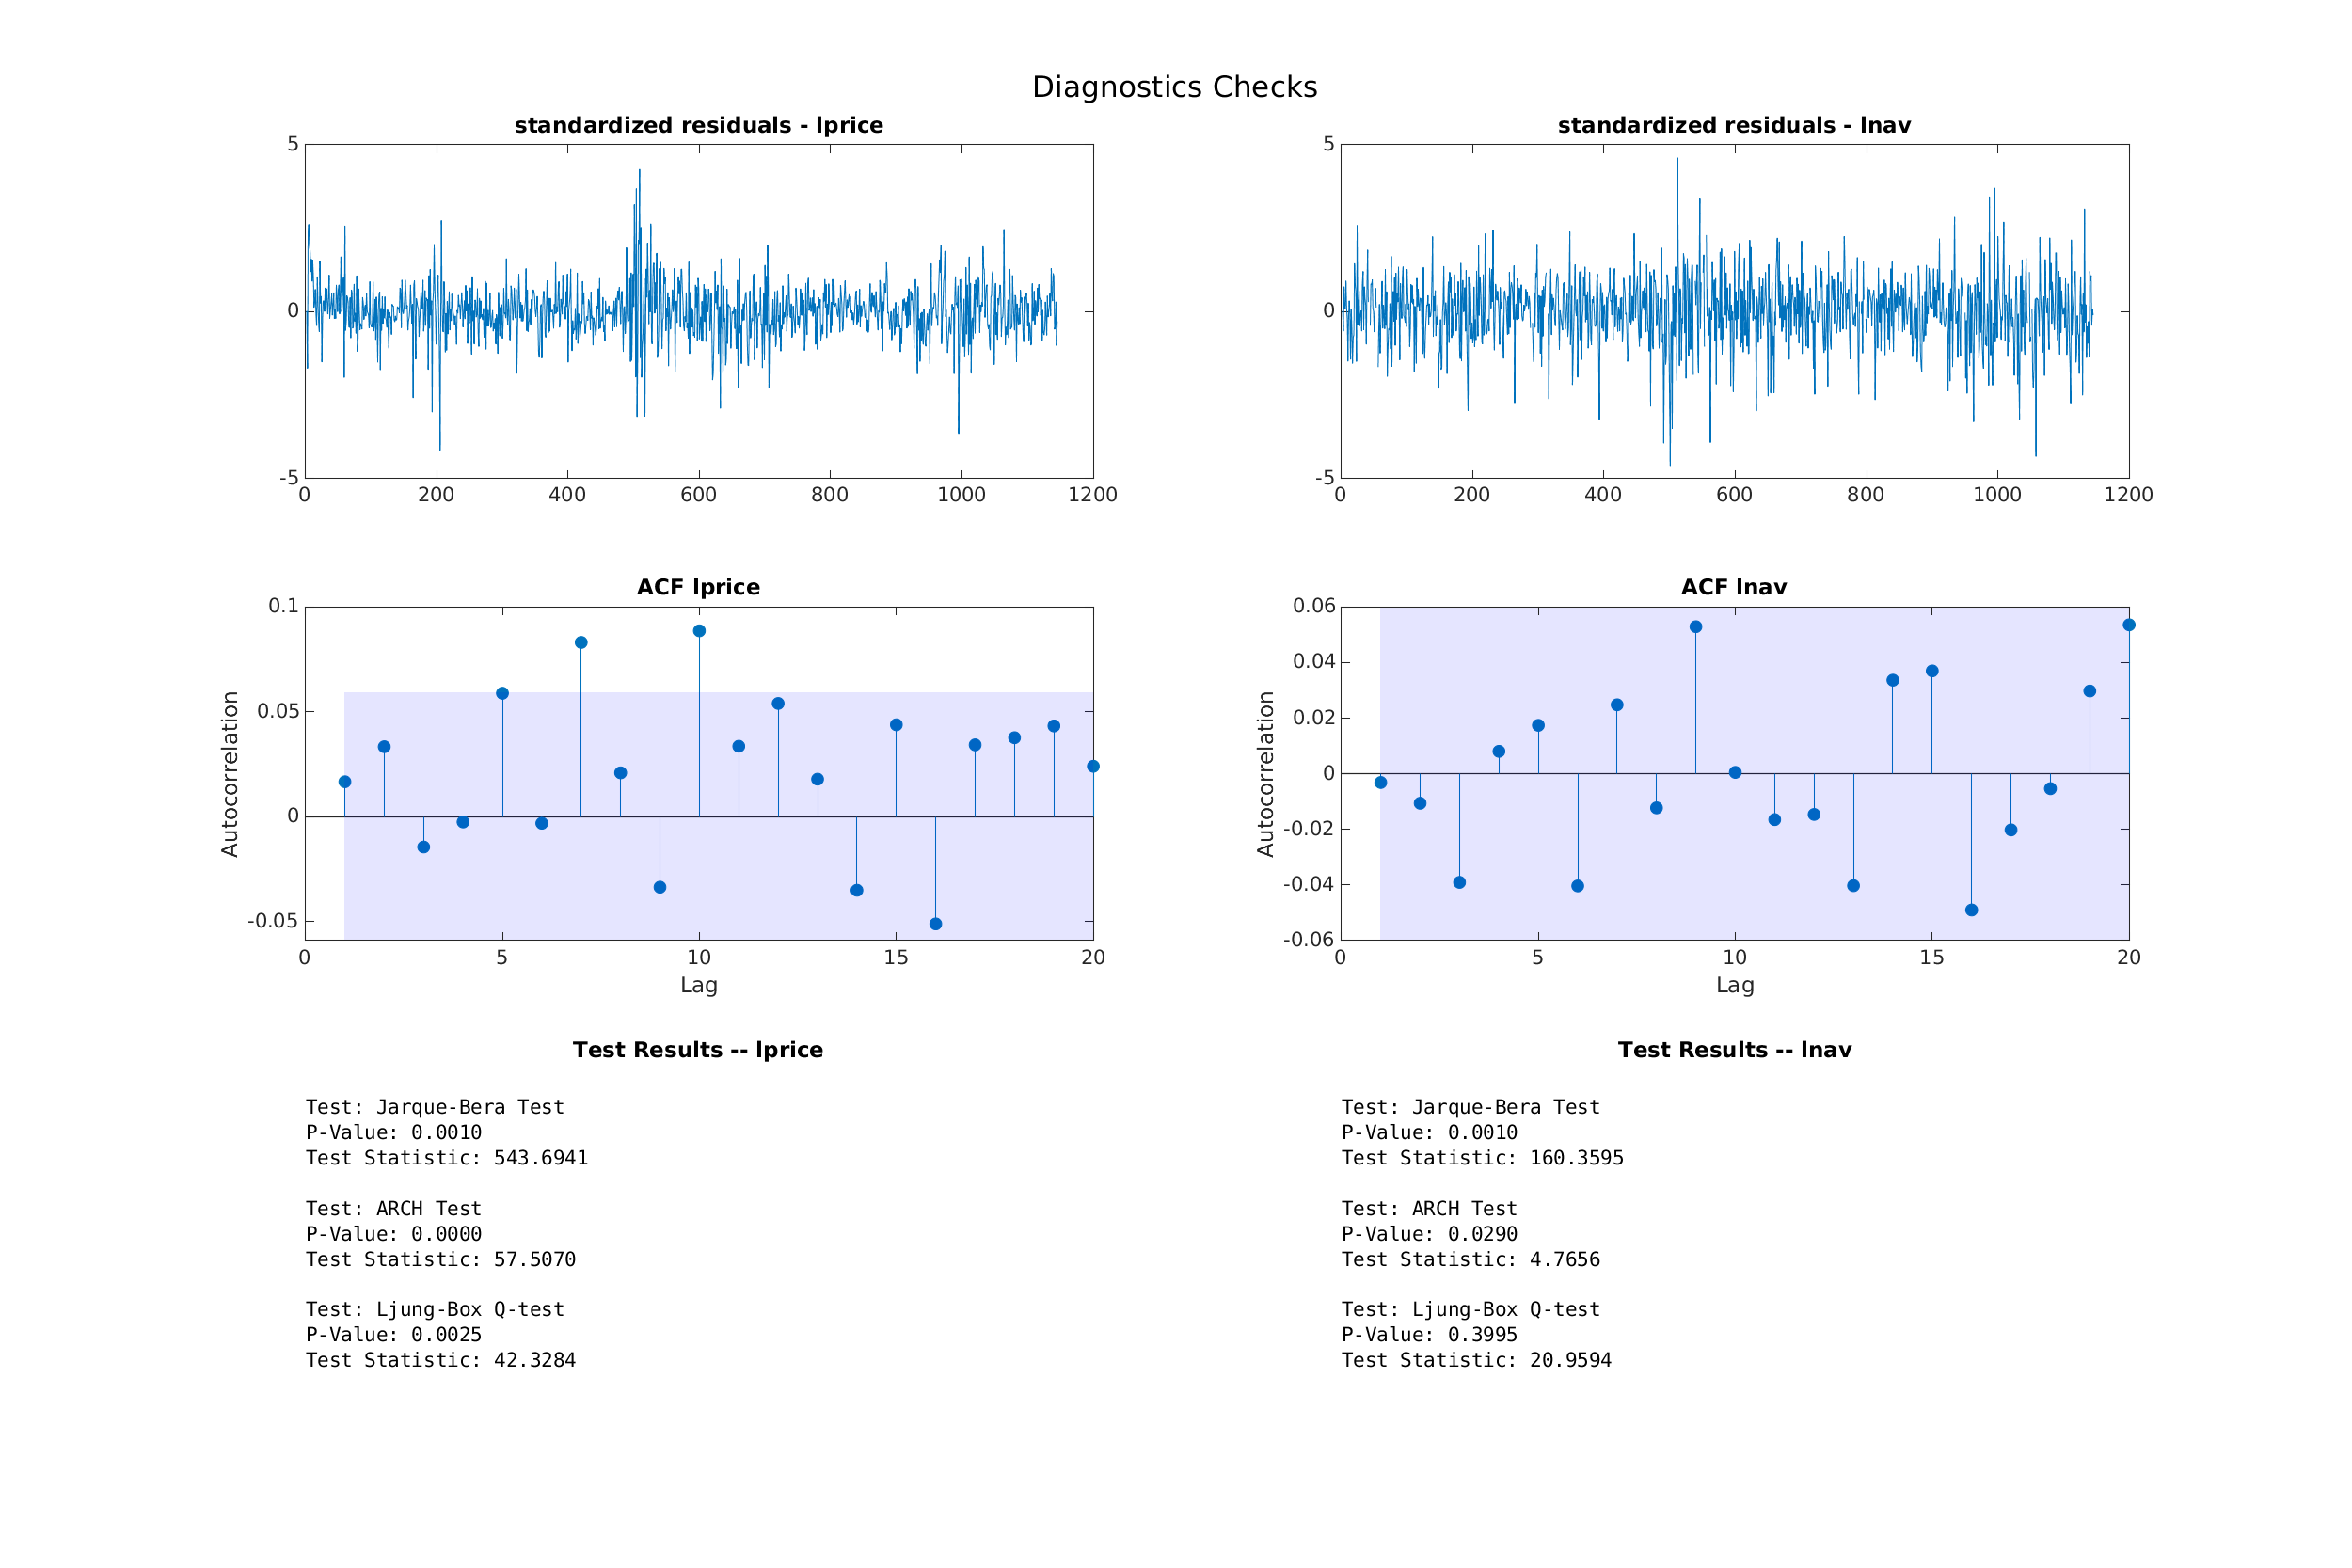 Diagnostics Checks
standardized residuals - lprice
5
0
-5
0 200 400 600 800 1000 1200
standardized residuals - lnav
5
0
-5
0 200 400 600 800 1000 1200
ACF lprice
0.1
0.05
0
-0.05
Autocorrelation
0 5 10 15 20
Lag
ACF lnav
0.06
0.04
0.02
0
-0.02
-0.04
-0.06
Autocorrelation
0 5 10 15 20
Lag
Test Results -- lprice
Test: Jarque-Bera Test
P-Value: 0.0010
Test Statistic: 543.6941
Test: ARCH Test
P-Value: 0.0000
Test Statistic: 57.5070
Test: Ljung-Box Q-test
P-Value: 0.0025
Test Statistic: 42.3284
Test Results -- lnav
Test: Jarque-Bera Test
P-Value: 0.0010
Test Statistic: 160.3595
Test: ARCH Test
P-Value: 0.0290
Test Statistic: 4.7656
Test: Ljung-Box Q-test
P-Value: 0.3995
Test Statistic: 20.9594